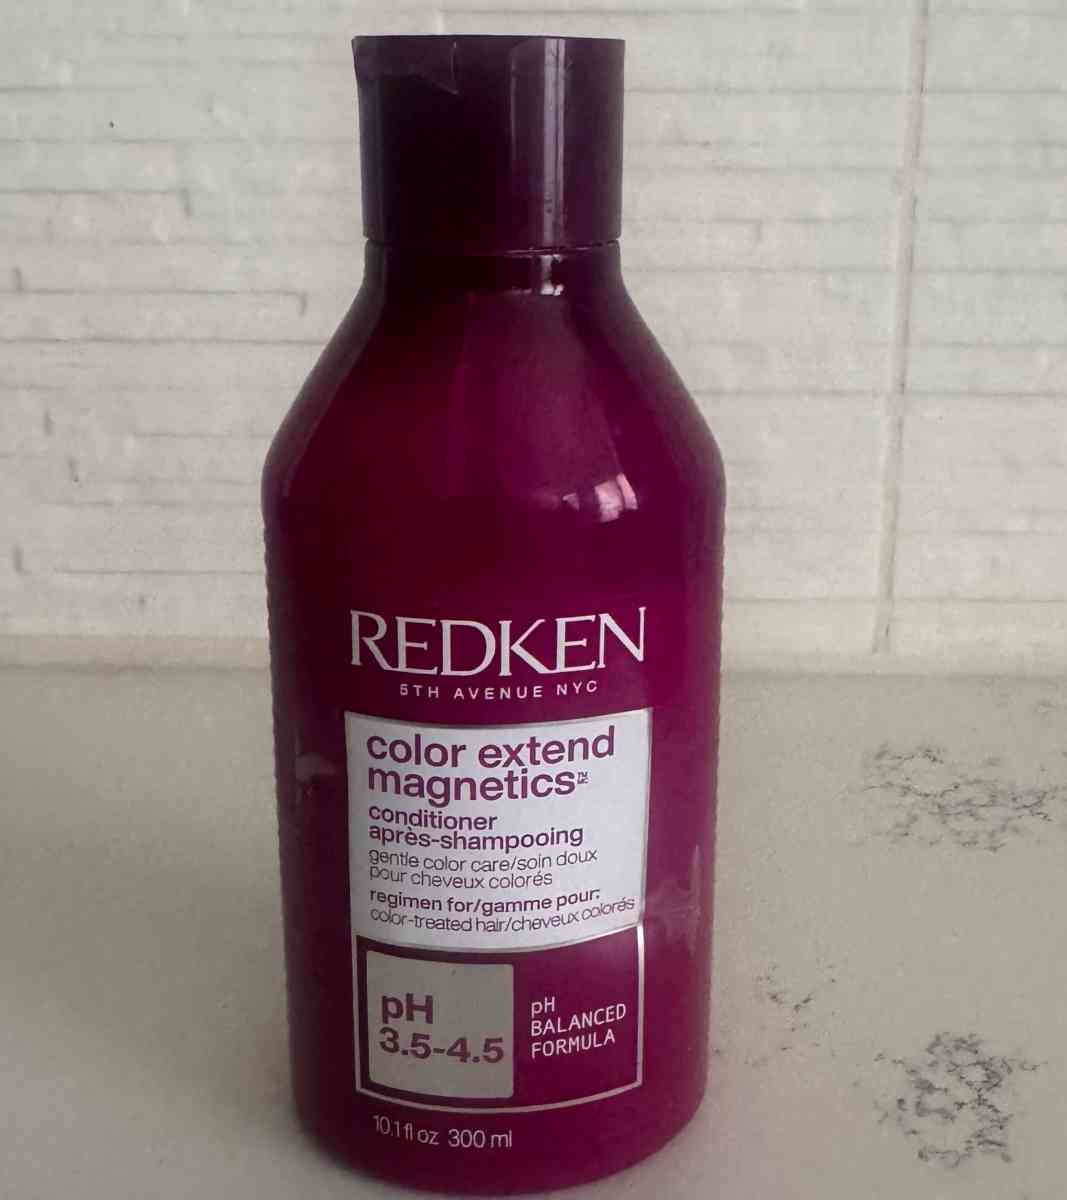 REDKEN
5TH AVENUE NYC
color extend
magnetics™ MC
conditioner
après-shampooing
gentle color care/soin doux
pour cheveux colorés
regimen for/gamme pour:
color-treated hair/cheveux colorés
pH
3.5-4.5
pH
BALANCED
FORMULA
10.1 fl oz 300 ml